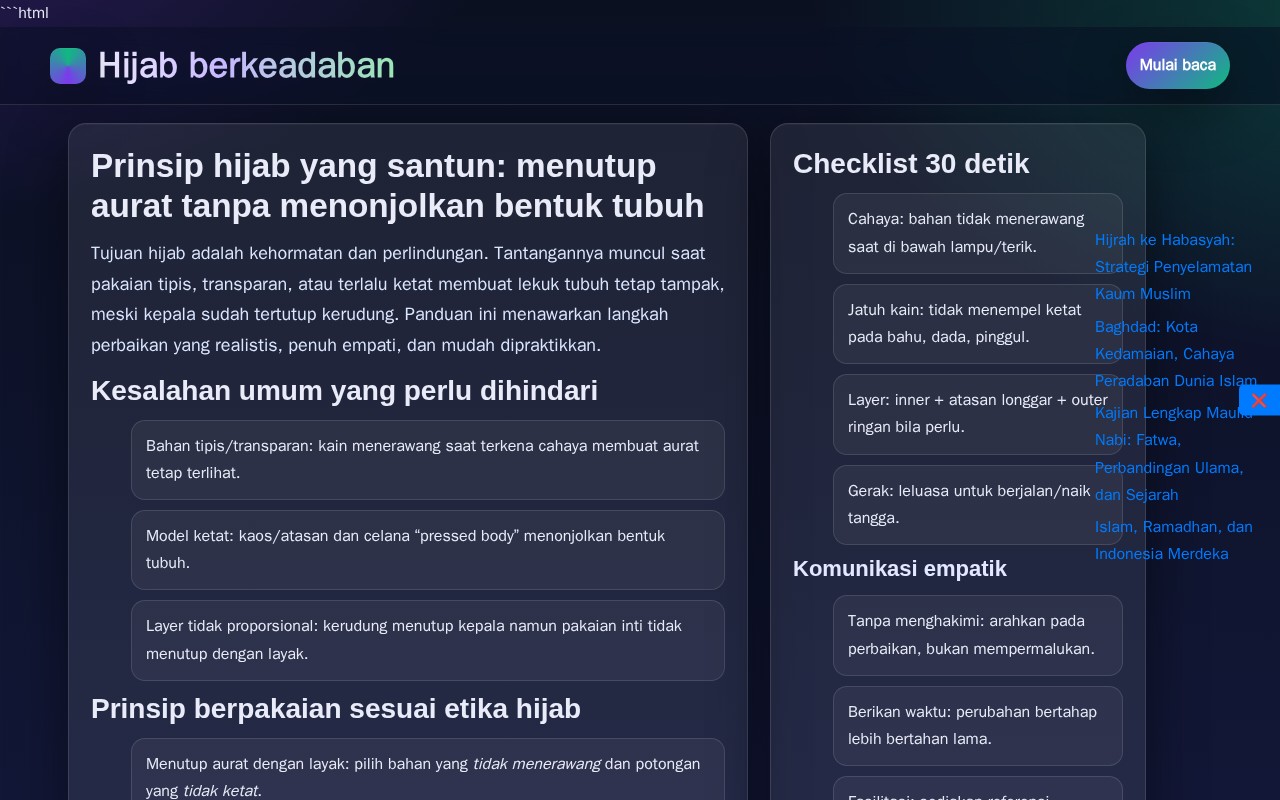 ```html
Hijab berkeadaban
Mulai baca
Prinsip hijab yang santun: menutup
aurat tanpa menonjolkan bentuk tubuh
Tujuan hijab adalah kehormatan dan perlindungan. Tantangannya muncul saat
pakaian tipis, transparan, atau terlalu ketat membuat lekuk tubuh tetap tampak,
meski kepala sudah tertutup kerudung. Panduan ini menawarkan langkah
perbaikan yang realistis, penuh empati, dan mudah dipraktikkan.
Kesalahan umum yang perlu dihindari
Bahan tipis/transparan: kain menerawang saat terkena cahaya membuat aurat
tetap terlihat.
Model ketat: kaos/atasan dan celana “pressed body” menonjolkan bentuk
tubuh.
Layer tidak proporsional: kerudung menutup kepala namun pakaian inti tidak
menutup dengan layak.
Prinsip berpakaian sesuai etika hijab
Menutup aurat dengan layak: pilih bahan yang tidak menerawang dan potongan
yang tidak ketat.
Checklist 30 detik
Cahaya: bahan tidak menerawang
saat di bawah lampu/terik.
Jatuh kain: tidak menempel ketat
pada bahu, dada, pinggul.
Layer: inner + atasan longgar + outer
ringan bila perlu.
Gerak: leluasa untuk berjalan/naik
tangga.
Komunikasi empatik
Tanpa menghakimi: arahkan pada
perbaikan, bukan mempermalukan.
Berikan waktu: perubahan bertahap
lebih bertahan lama.
Fasilitasi: sediakan referensi
Hijrah ke Habasyah:
Strategi Penyelamatan
Kaum Muslim
Baghdad: Kota
Kedamaian, Cahaya
Peradaban Dunia Islam
Kajian Lengkap Maulid
Nabi: Fatwa,
Perbandingan Ulama,
dan Sejarah
Islam, Ramadhan, dan
Indonesia Merdeka